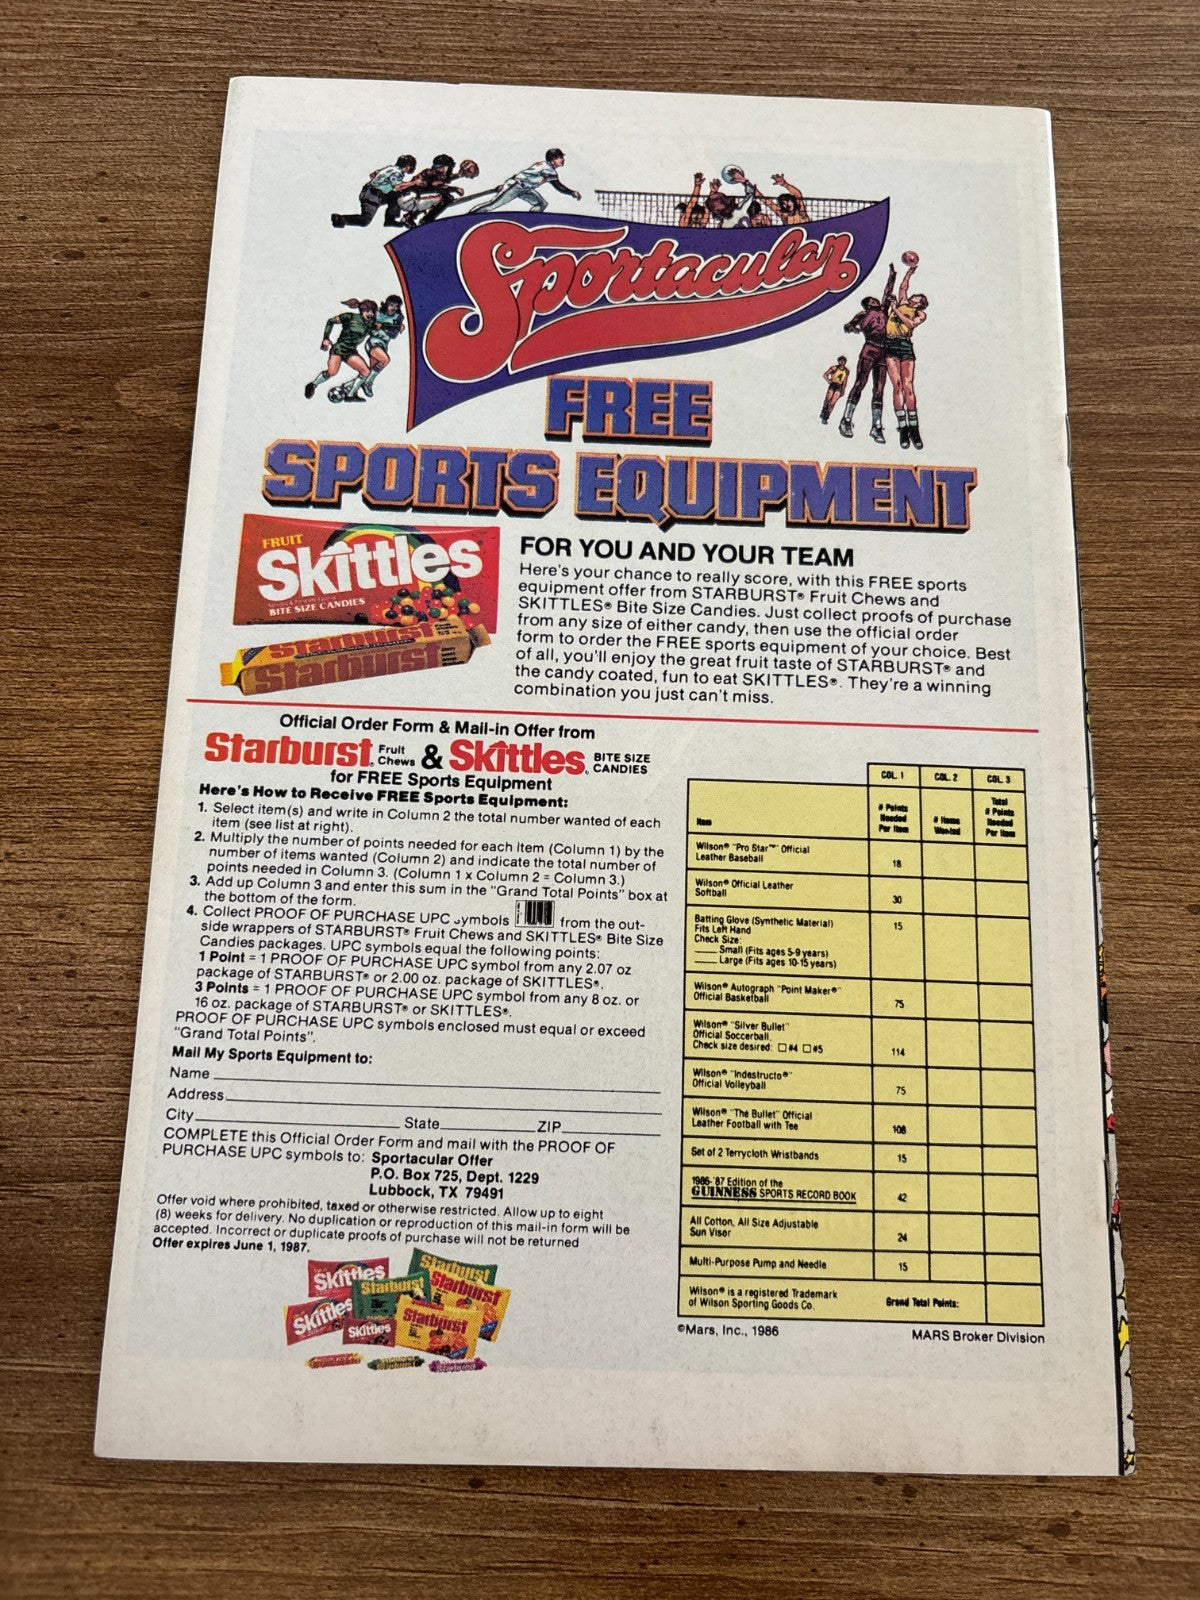 Sportacular
FREE
SPORTS EQUIPMENT
FRUIT
Skittles
BITE SIZE CANDIES
Starburst
Starburst
FOR YOU AND YOUR TEAM
Here's your chance to really score, with this FREE sports
equipment offer from STARBURST® Fruit Chews and
SKITTLES® Bite Size Candies. Just collect proofs of purchase
from any size of either candy, then use the official order
form to order the FREE sports equipment of your choice. Best
of all, you'll enjoy the great fruit taste of STARBURST® and
the candy coated, fun to eat SKITTLES®. They're a winning
combination you just can't miss.
Official Order Form & Mail-in Offer from
Starburst® Fruit Chews & Skittles® BITE SIZE CANDIES
for FREE Sports Equipment
Here's How to Receive FREE Sports Equipment:
1. Select item(s) and write in Column 2 the total number wanted of each
item (see list at right).
2. Multiply the number of points needed for each item (Column 1) by the
number of items wanted (Column 2) and indicate the total number of
points needed in Column 3. (Column 1 x Column 2 = Column 3.)
3. Add up Column 3 and enter this sum in the "Grand Total Points" box at
the bottom of the form.
4. Collect PROOF OF PURCHASE UPC symbols from the out-
side wrappers of STARBURST® Fruit Chews and SKITTLES® Bite Size
Candies packages. UPC symbols equal the following points:
1 Point = 1 PROOF OF PURCHASE UPC symbol from any 2.07 oz
package of STARBURST® or 2.00 oz. package of SKITTLES®.
3 Points = 1 PROOF OF PURCHASE UPC symbol from any 8 oz. or
16 oz. package of STARBURST® or SKITTLES®.
PROOF OF PURCHASE UPC symbols enclosed must equal or exceed
"Grand Total Points".
Mail My Sports Equipment to:
Name
Address
City State ZIP
COMPLETE this Official Order Form and mail with the PROOF OF
PURCHASE UPC symbols to: Sportacular Offer
P.O. Box 725, Dept. 1229
Lubbock, TX 79491
Offer void where prohibited, taxed or otherwise restricted. Allow up to eight
(8) weeks for delivery. No duplication or reproduction of this mail-in form will be
accepted. Incorrect or duplicate proofs of purchase will not be returned
Offer expires June 1, 1987.
Skittles
Starburst
Starburst
Starburst
Skittles
Skittles
Starburst
COL. 1 COL. 2 COL. 3
Item # Points Needed Per Item # Items Wanted Total # Points Needed Per Item
Wilson® "Pro Star™" Official
Leather Baseball 18
Wilson® Official Leather
Softball 30
Batting Glove (Synthetic Material) 15
Fits Left Hand
Check Size:
Small (Fits ages 5-9 years)
Large (Fits ages 10-15 years)
Wilson® Autograph "Point Maker®"
Official Basketball 75
Wilson® "Silver Bullet"
Official Soccerball.
Check size desired: □ #4 □ #5 114
Wilson® "Indestructo®"
Official Volleyball 75
Wilson® "The Bullet" Official
Leather Football with Tee 108
Set of 2 Terrycloth Wristbands 15
1986-'87 Edition of the
GUINNESS SPORTS RECORD BOOK 42
All Cotton, All Size Adjustable
Sun Visor 24
Multi-Purpose Pump and Needle 15
Wilson® is a registered Trademark
of Wilson Sporting Goods Co. Grand Total Points:
©Mars, Inc., 1986 MARS Broker Division